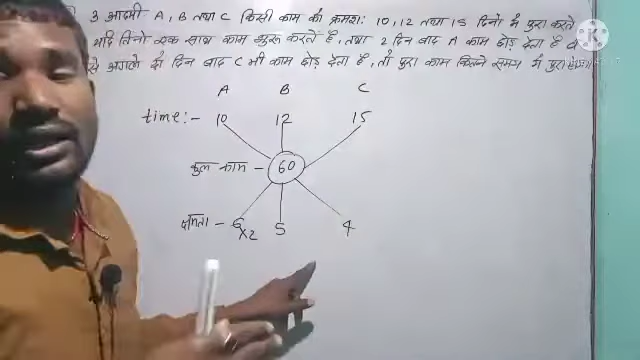 3 आदमी A, B तथा C किसी काम को क्रमशः 10, 12 तथा 15 दिनों में पुरा करते
यदि तिनो एक साथ काम शुरू करते हैं, तथा 2 दिन बाद A काम छोड़ देता है
से अगले दो दिन बाद C भी काम छोड़ देता है, तो पुरा काम कितने समय में पुरा
A B C
time:- 10 12 15
कुल काम - 60
क्षमता - 6 5 4
×2